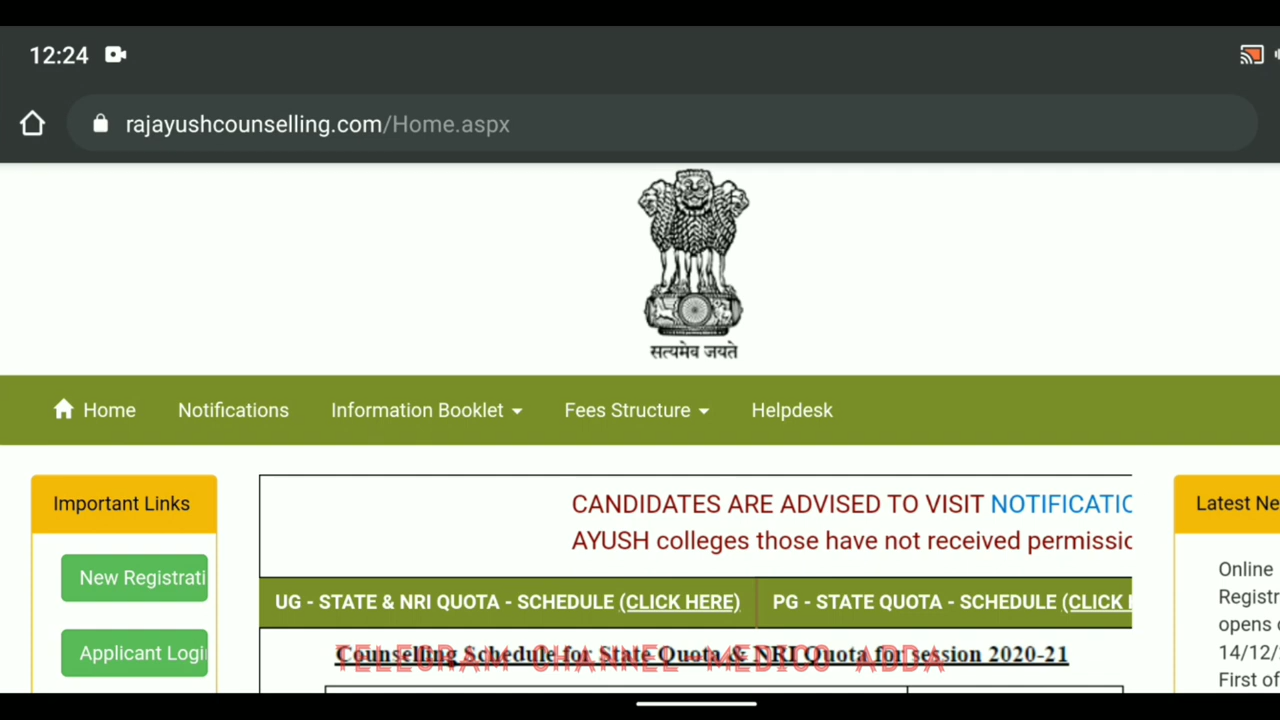 12:24
rajayushcounselling.com/Home.aspx
सत्यमेव जयते
Home Notifications Information Booklet Fees Structure Helpdesk
Important Links
New Registrati
Applicant Logi
CANDIDATES ARE ADVISED TO VISIT NOTIFICATIC
AYUSH colleges those have not received permissic
UG - STATE & NRI QUOTA - SCHEDULE (CLICK HERE) PG - STATE QUOTA - SCHEDULE (CLICK
Counselling Schedule for State Quota & NRI Quota for session 2020-21
TELEGRAM CHANNEL-MEDICO ADDA
Latest Ne
Online
Registr
opens
14/12/
First of